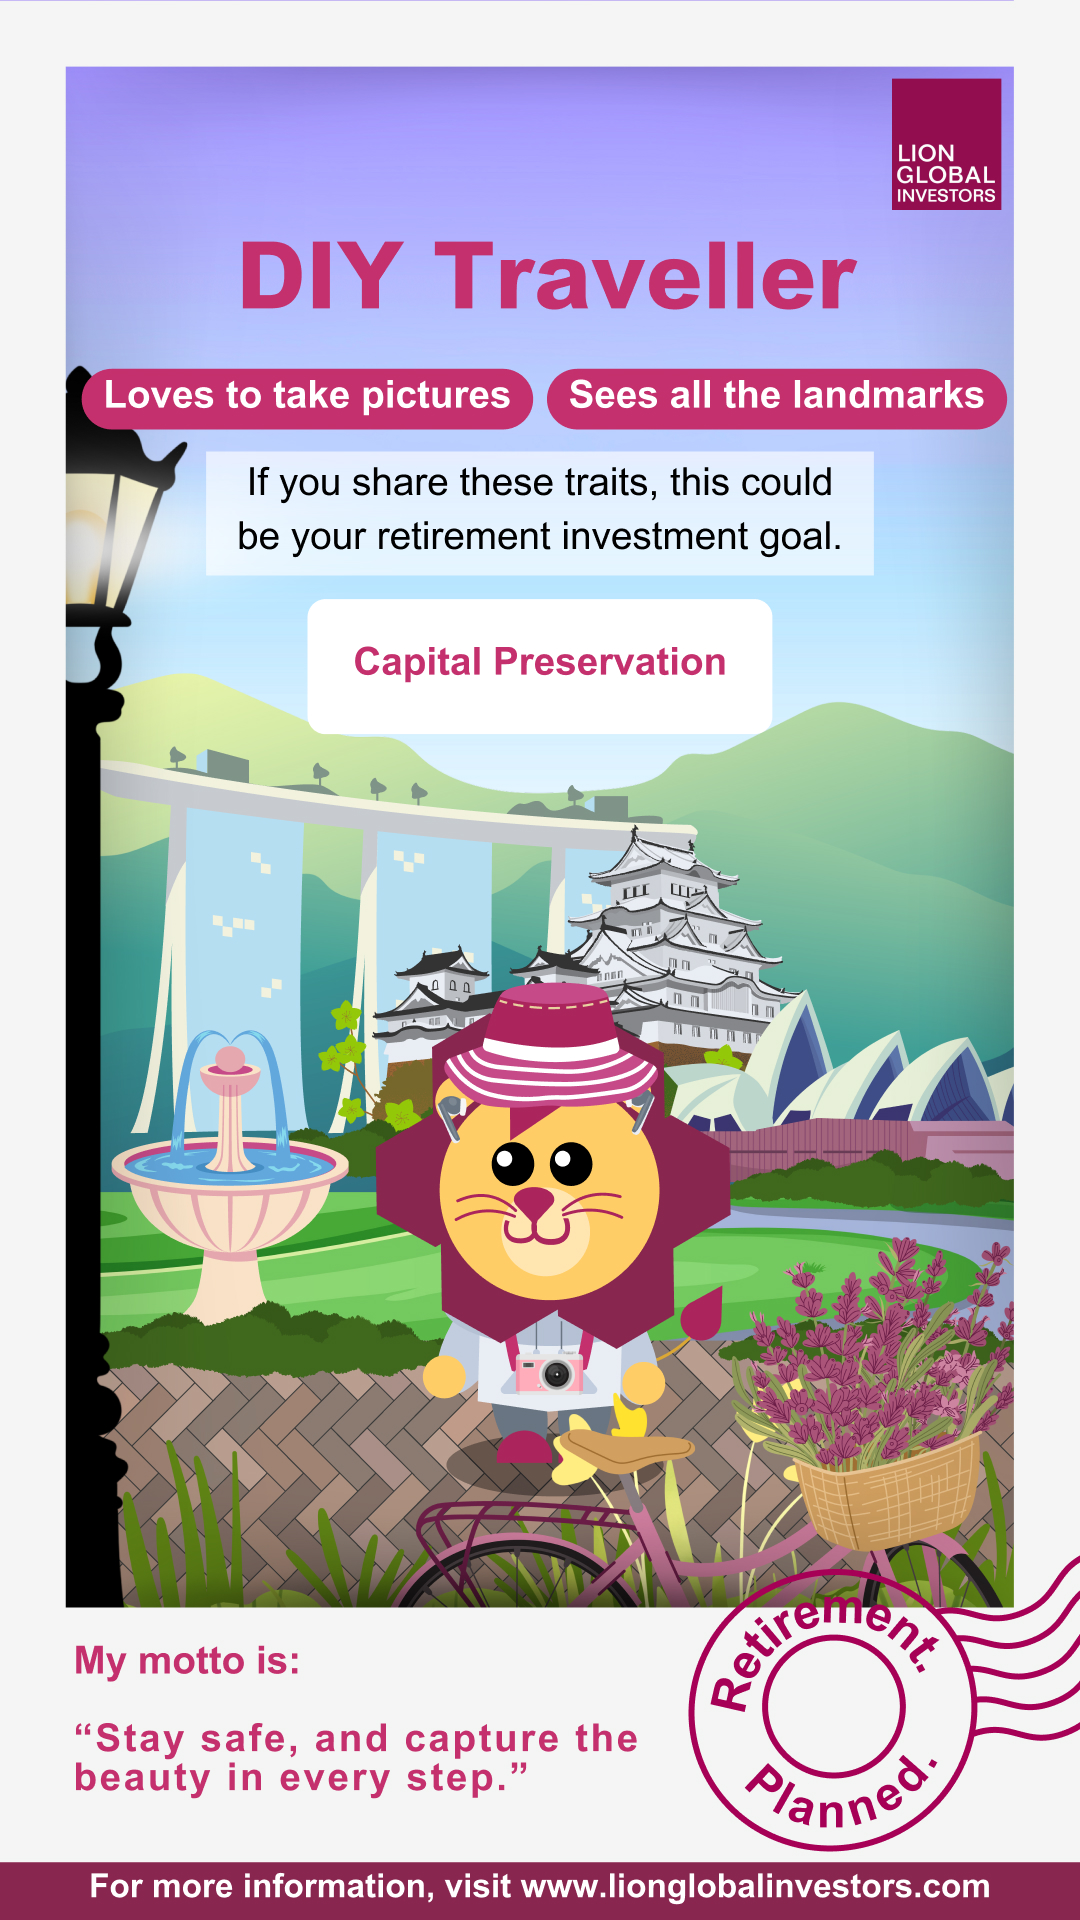 LION
GLOBAL
INVESTORS
DIY Traveller
Loves to take pictures
Sees all the landmarks
If you share these traits, this could
be your retirement investment goal.
Capital Preservation
My motto is:
“Stay safe, and capture the
beauty in every step.”
Retirement.
Planned.
For more information, visit www.lionglobalinvestors.com